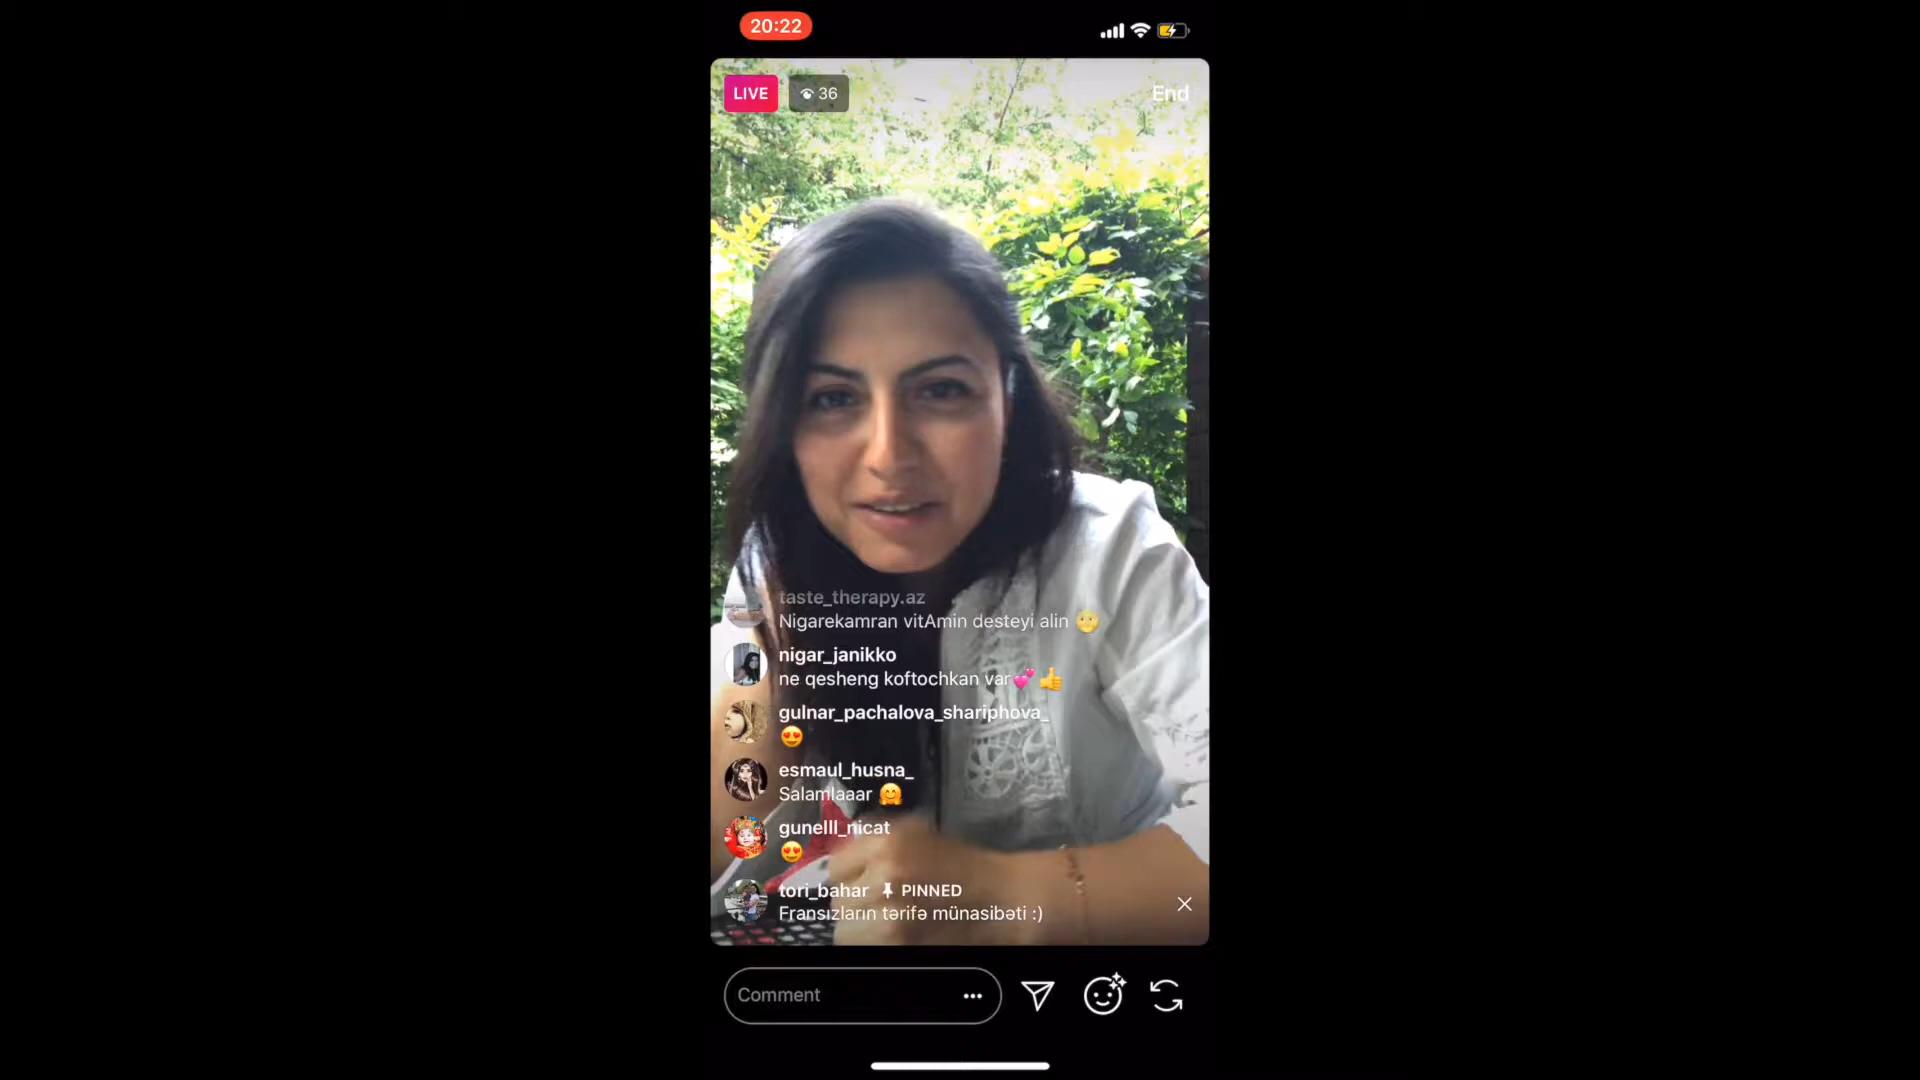 20:22
LIVE 36 End
taste_therapy.az
Nigarekamran vitAmin desteyi alin
nigar_janikko
ne qesheng koftochkan var
gulnar_pachalova_shariphova_
esmaul_husna_
Salamlaaar
gunelll_nicat
tori_bahar PINNED
Fransızların tərifə münasibəti :)
Comment